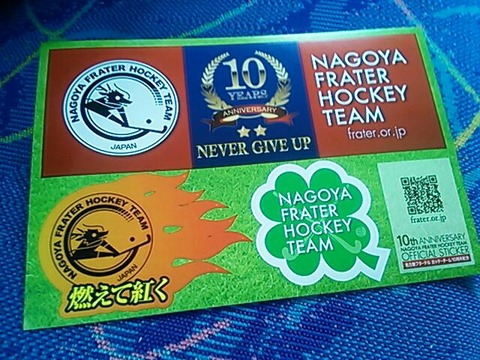 NAGOYA FRATER HOCKEY TEAM
JAPAN
10
YEARS
ANNIVERSARY
NEVER GIVE UP
NAGOYA
FRATER
HOCKEY
TEAM
frater.or.jp
NAGOYA FRATER HOCKEY TEAM
JAPAN
燃えて紅く
NAGOYA
FRATER
HOCKEY
TEAM
frater.or.jp
10th ANNIVERSARY
NAGOYA FRATER HOCKEY TEAM
OFFICIAL STICKER